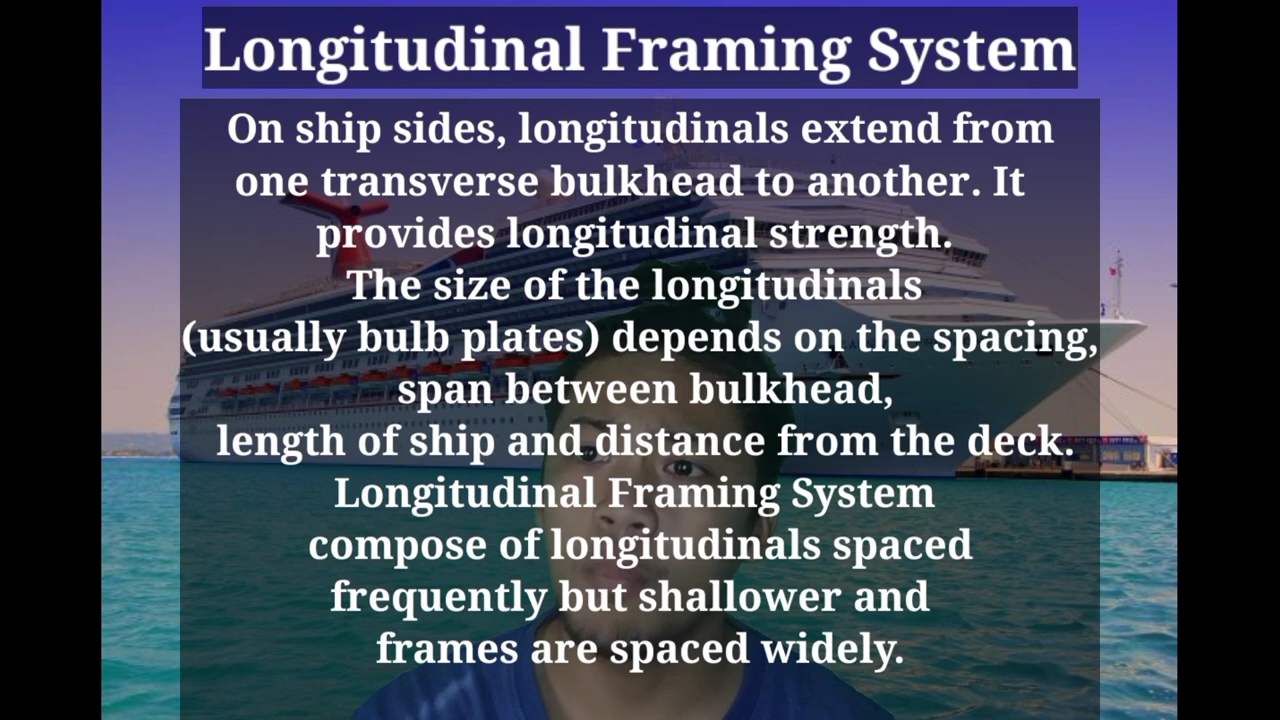 Longitudinal Framing System
On ship sides, longitudinals extend from
one transverse bulkhead to another. It
provides longitudinal strength.
The size of the longitudinals
(usually bulb plates) depends on the spacing,
span between bulkhead,
length of ship and distance from the deck.
Longitudinal Framing System
compose of longitudinals spaced
frequently but shallower and
frames are spaced widely.